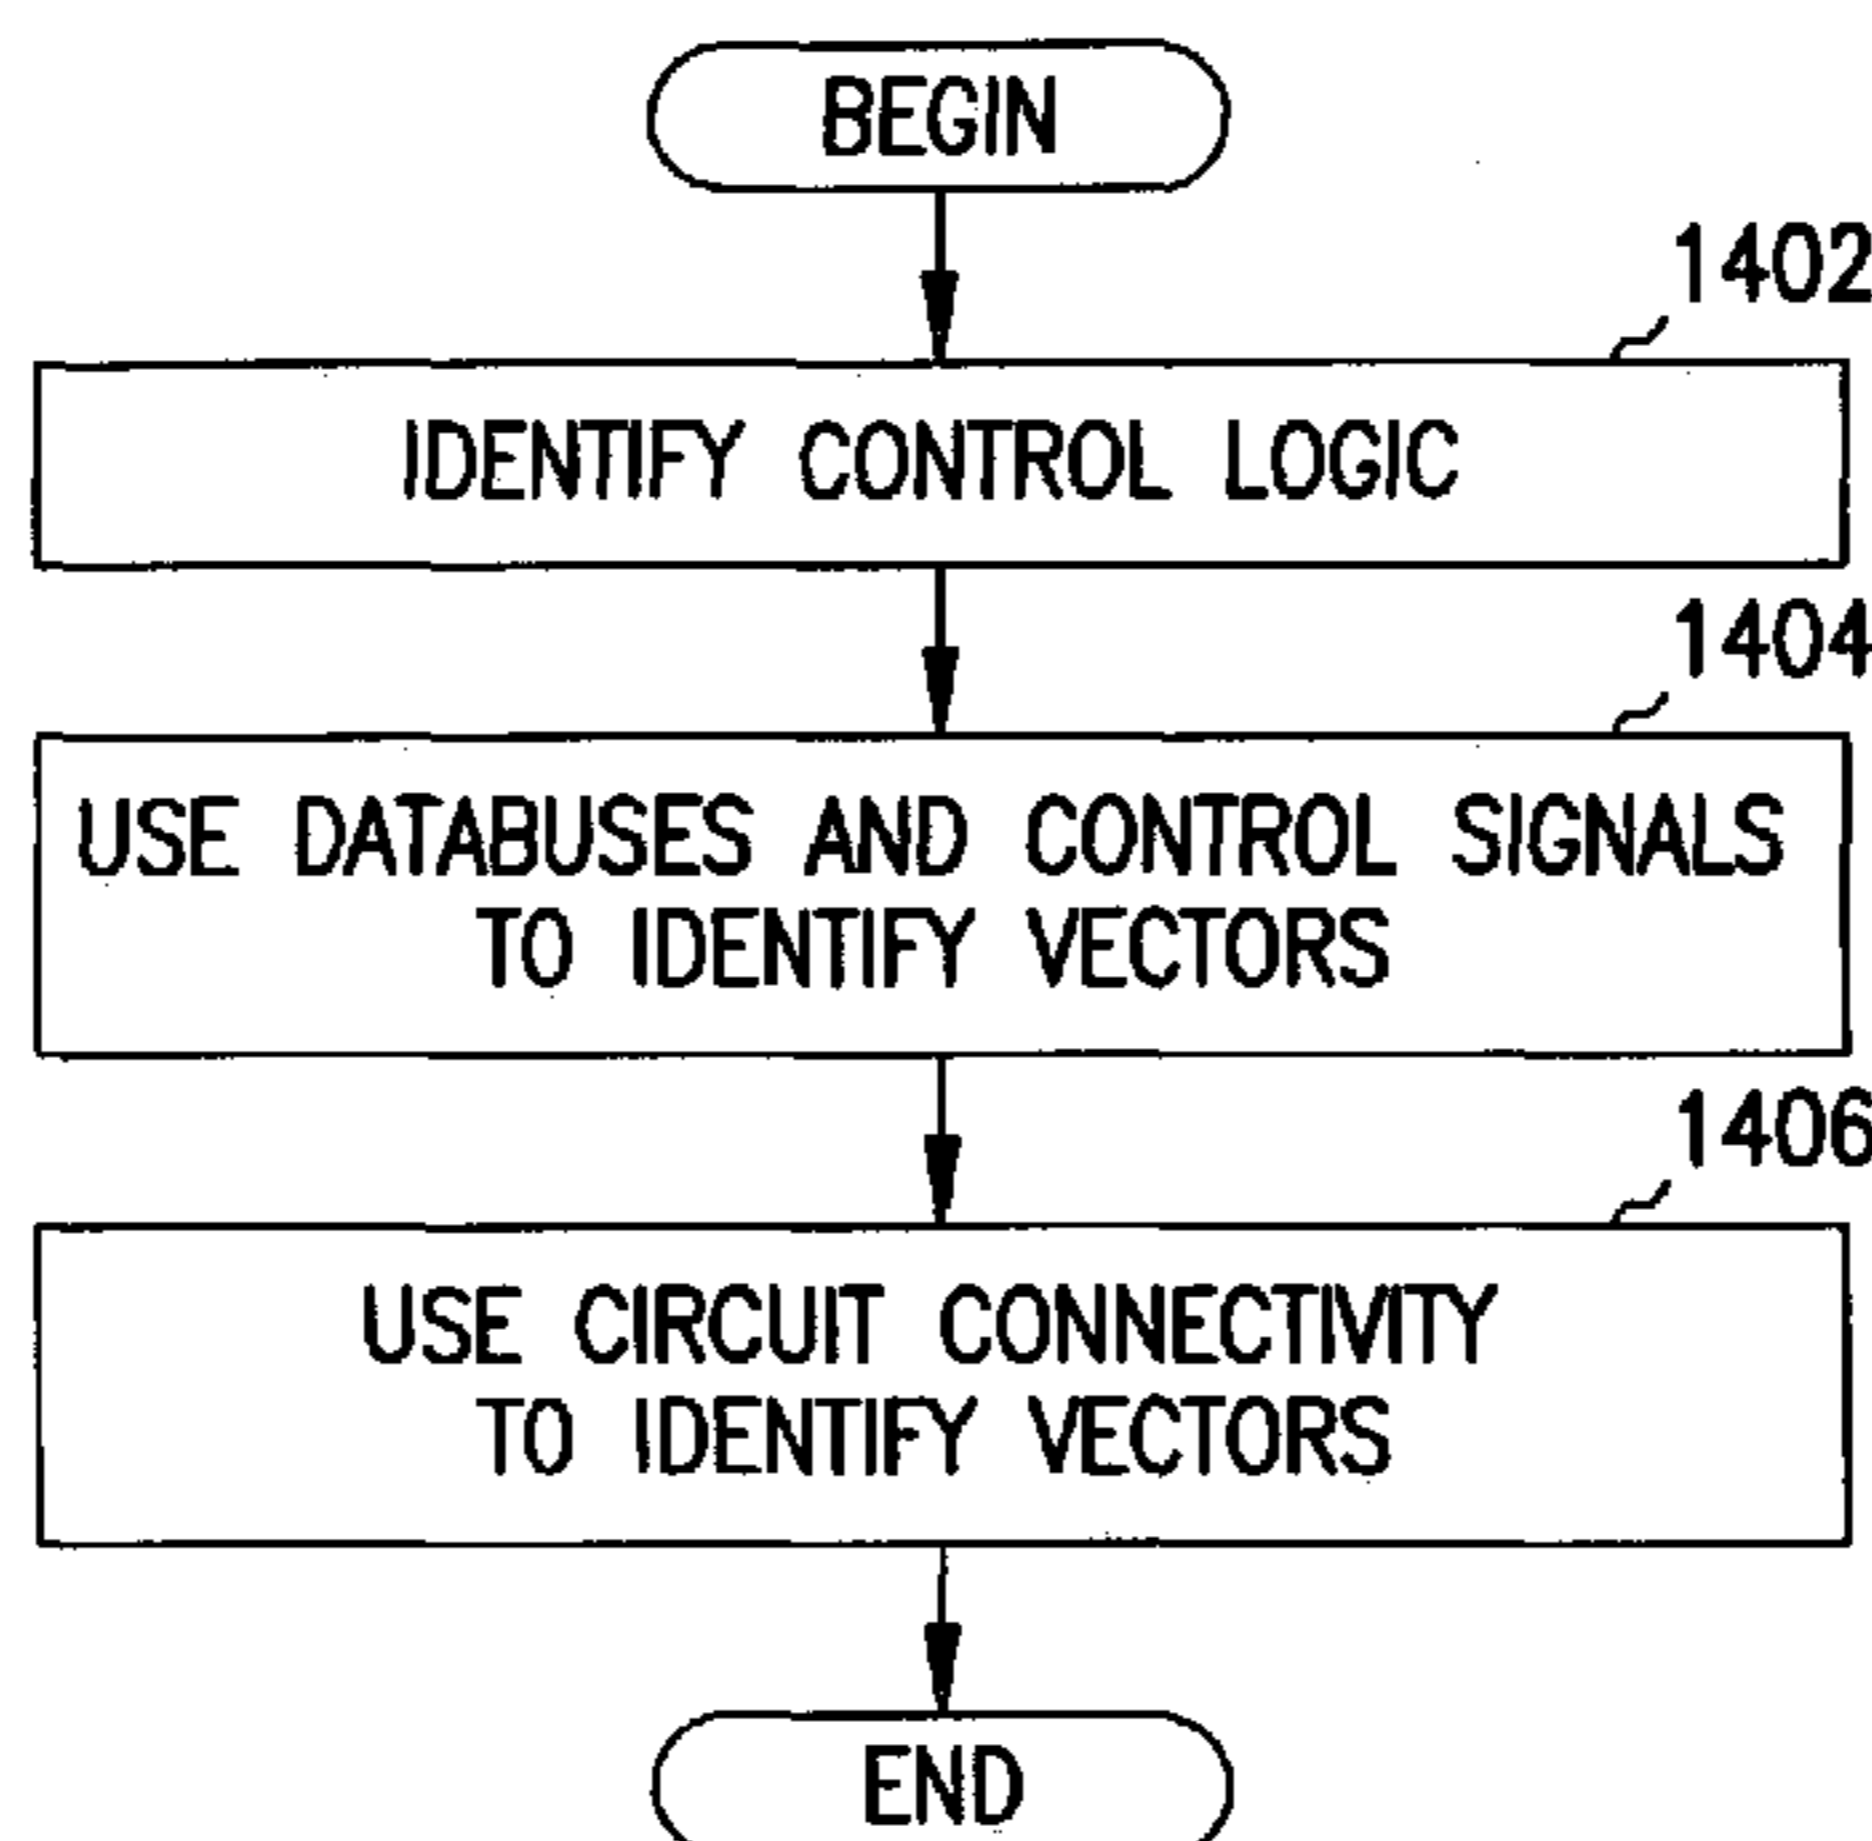 BEGIN
1402
IDENTIFY CONTROL LOGIC
1404
USE DATABUSES AND CONTROL SIGNALS
TO IDENTIFY VECTORS
1406
USE CIRCUIT CONNECTIVITY
TO IDENTIFY VECTORS
END